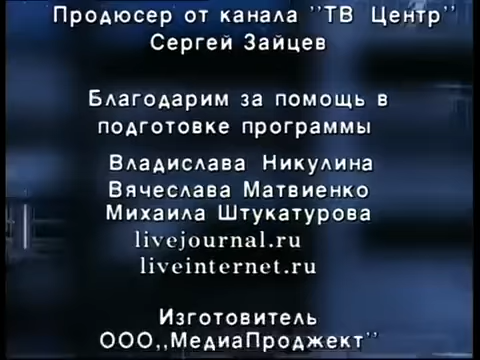 Продюсер от канала ''ТВ Центр''
Сергей Зайцев
Благодарим за помощь в
подготовке программы
Владислава Никулина
Вячеслава Матвиенко
Михаила Штукатурова
livejournal.ru
liveinternet.ru
Изготовитель
ООО,,МедиаПроджект''